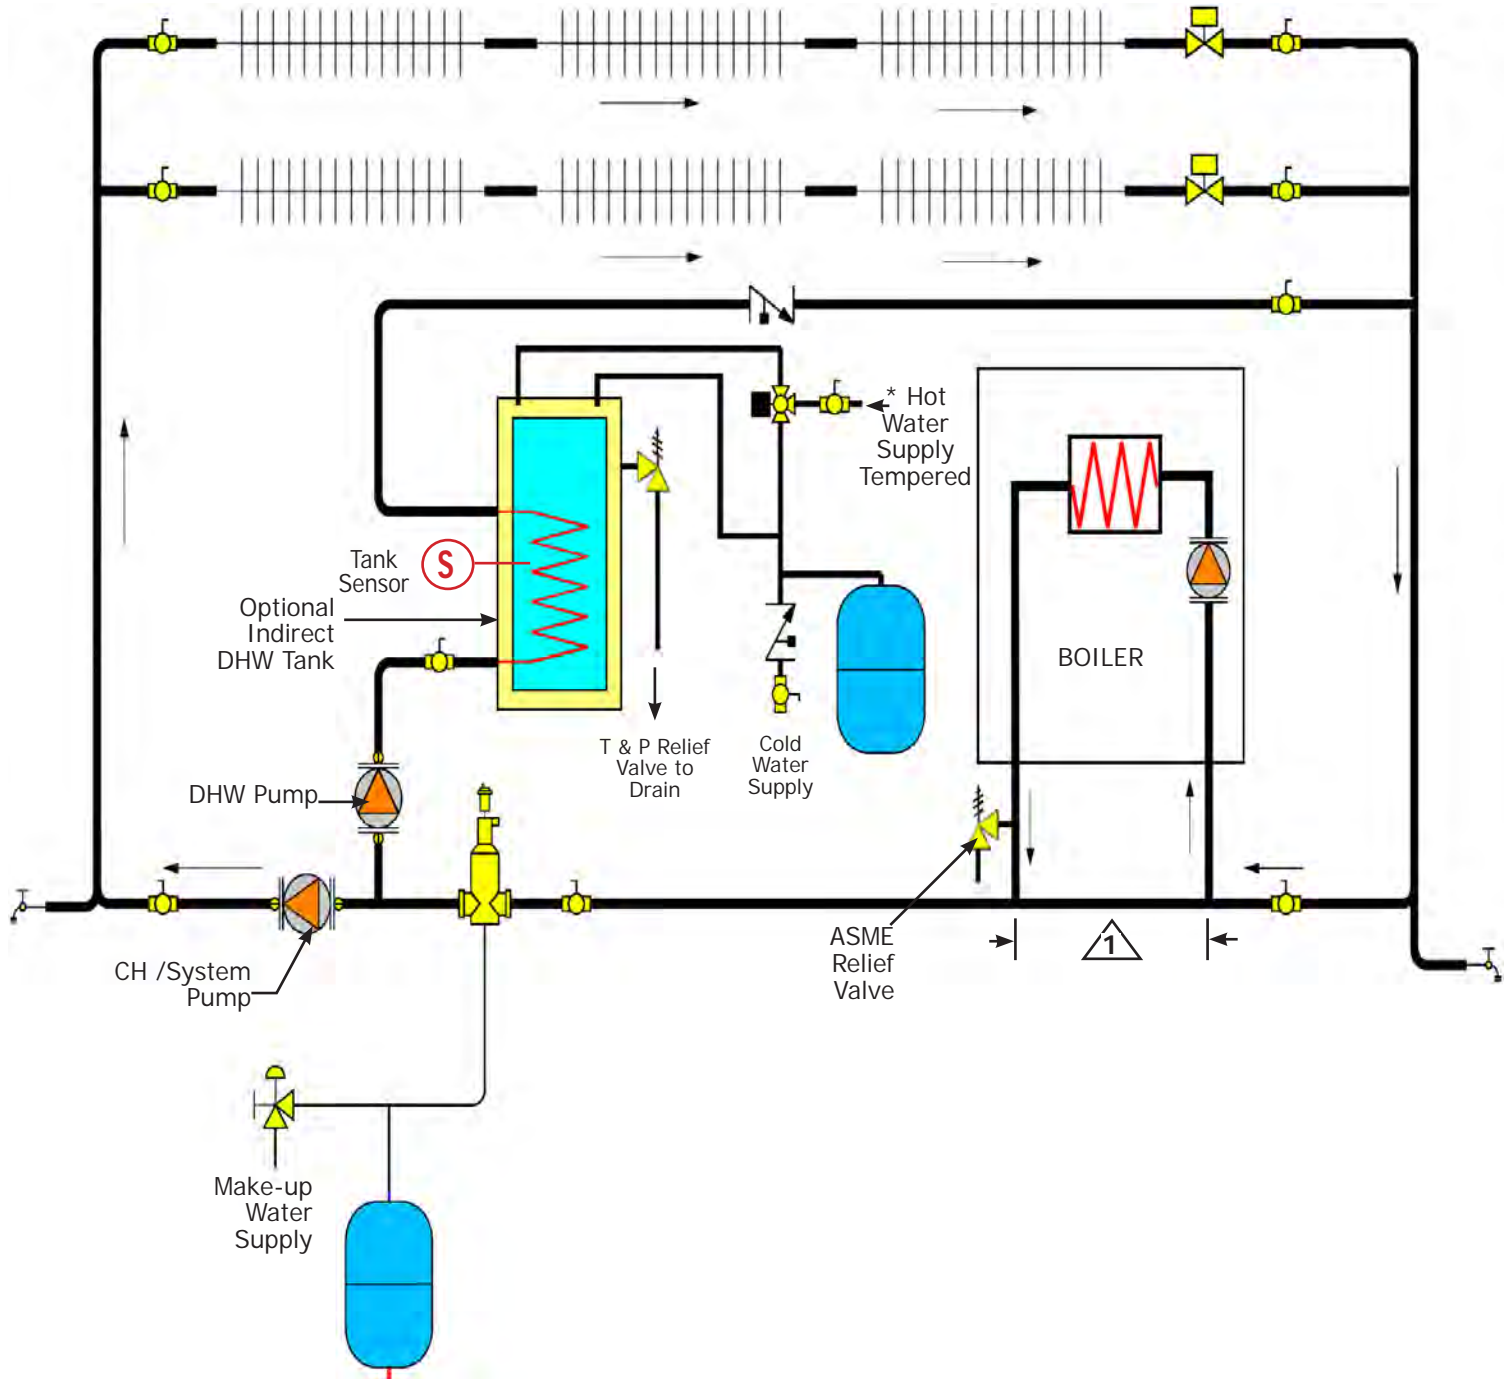 * Hot
Water
Supply
Tempered
Tank
Sensor
S
Optional
Indirect
DHW Tank
BOILER
T & P Relief
Valve to
Drain
Cold
Water
Supply
DHW Pump
ASME
Relief
Valve
1
CH /System
Pump
Make-up
Water
Supply